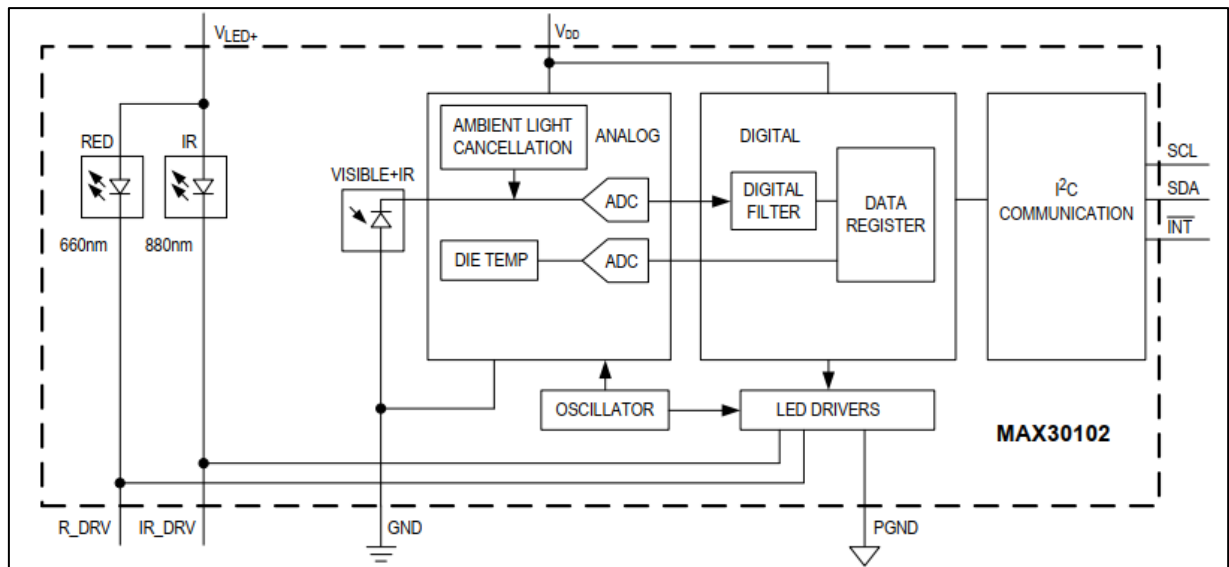 VLED+
VDD
RED
IR
660nm
880nm
VISIBLE+IR
AMBIENT LIGHT
CANCELLATION
ANALOG
ADC
DIE TEMP
ADC
DIGITAL
DIGITAL
FILTER
DATA
REGISTER
I²C
COMMUNICATION
SCL
SDA
INT
OSCILLATOR
LED DRIVERS
MAX30102
R_DRV
IR_DRV
GND
PGND